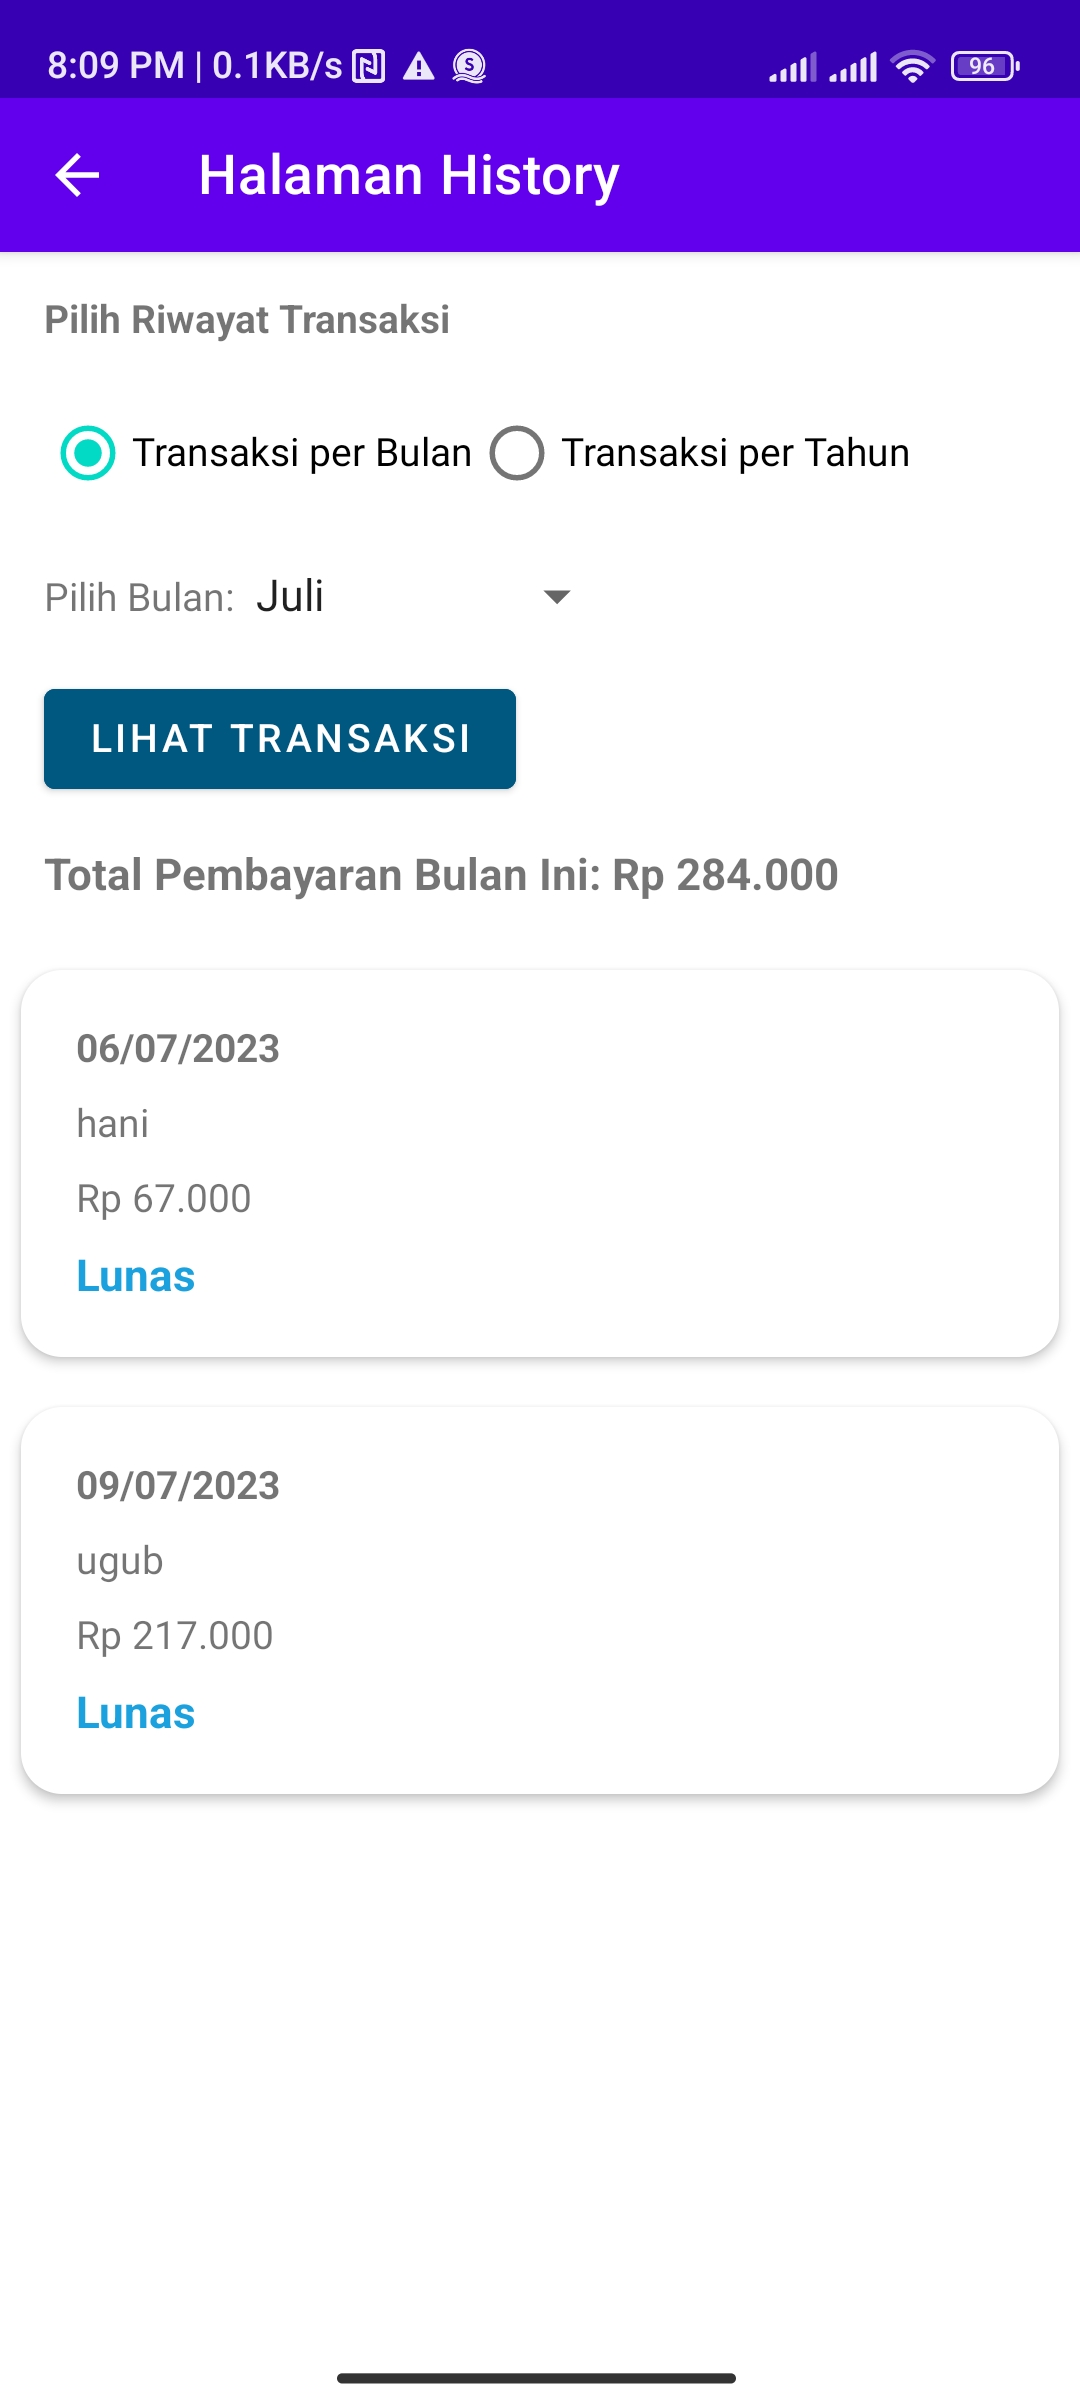 8:09 PM | 0.1KB/s
96
Halaman History
Pilih Riwayat Transaksi
Transaksi per Bulan Transaksi per Tahun
Pilih Bulan: Juli
LIHAT TRANSAKSI
Total Pembayaran Bulan Ini: Rp 284.000
06/07/2023
hani
Rp 67.000
Lunas
09/07/2023
ugub
Rp 217.000
Lunas